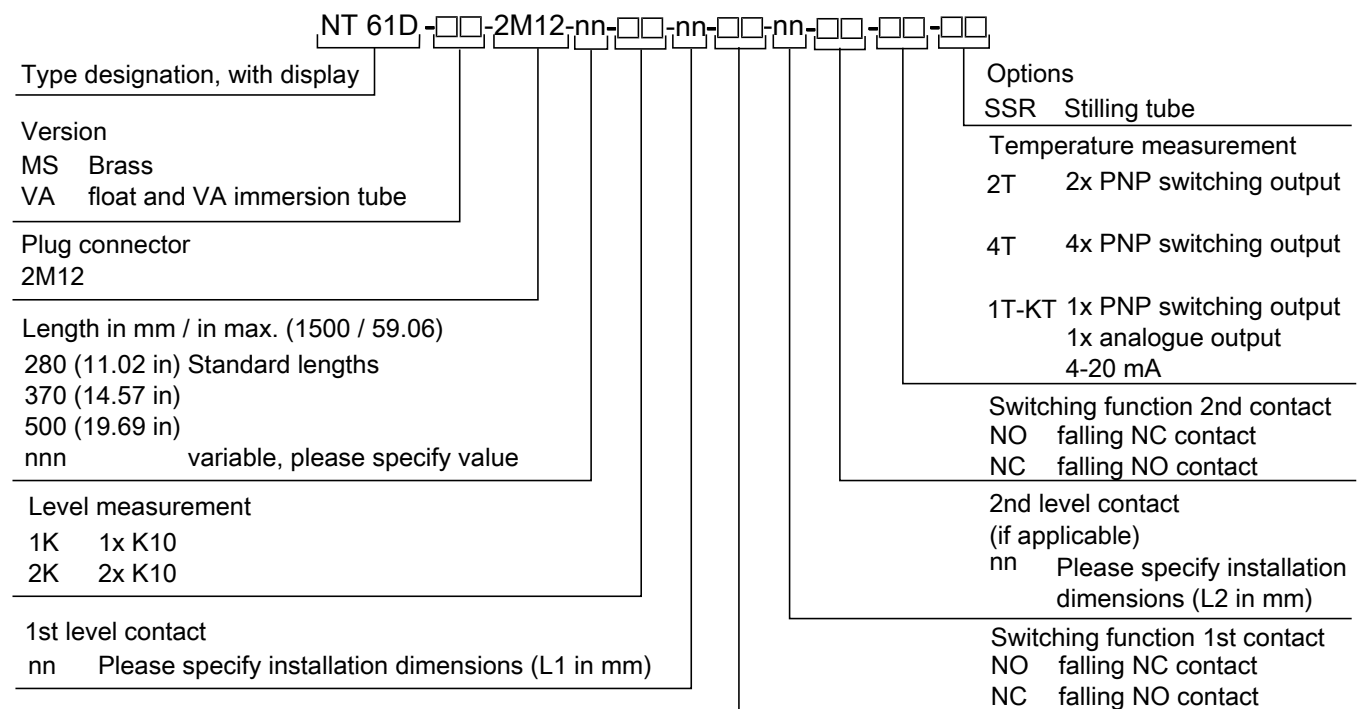 NT 61D -□□-2M12-nn-□□-nn-□□-nn-□□-□□-□□
Type designation, with display
Version
MS Brass
VA float and VA immersion tube
Plug connector
2M12
Length in mm / in max. (1500 / 59.06)
280 (11.02 in) Standard lengths
370 (14.57 in)
500 (19.69 in)
nnn variable, please specify value
Level measurement
1K 1x K10
2K 2x K10
1st level contact
nn Please specify installation dimensions (L1 in mm)
Options
SSR Stilling tube
Temperature measurement
2T 2x PNP switching output
4T 4x PNP switching output
1T-KT 1x PNP switching output
1x analogue output
4-20 mA
Switching function 2nd contact
NO falling NC contact
NC falling NO contact
2nd level contact
(if applicable)
nn Please specify installation
dimensions (L2 in mm)
Switching function 1st contact
NO falling NC contact
NC falling NO contact